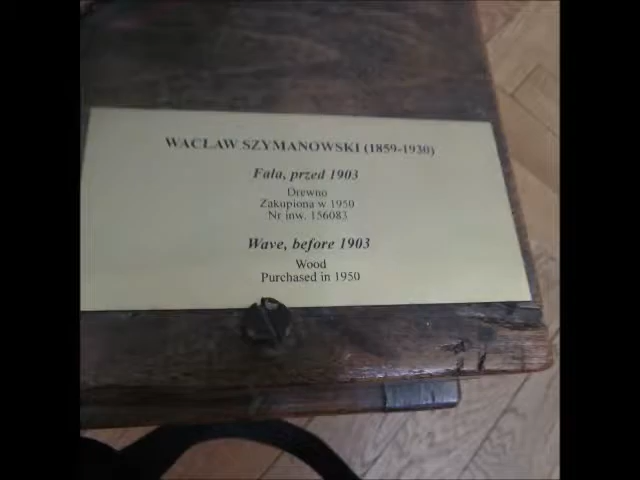 WACŁAW SZYMANOWSKI (1859-1930)
Fala, przed 1903
Drewno
Zakupiona w 1950
Nr inw. 156083
Wave, before 1903
Wood
Purchased in 1950